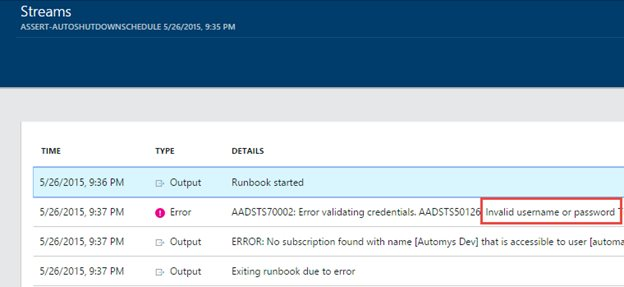 Streams
ASSERT-AUTOSHUTDOWNSCHEDULE 5/26/2015, 9:35 PM
TIME TYPE DETAILS
5/26/2015, 9:36 PM Output Runbook started
5/26/2015, 9:37 PM Error AADSTS70002: Error validating credentials. AADSTS50126: Invalid username or password
5/26/2015, 9:37 PM Output ERROR: No subscription found with name [Automys Dev] that is accessible to user [automa
5/26/2015, 9:37 PM Output Exiting runbook due to error